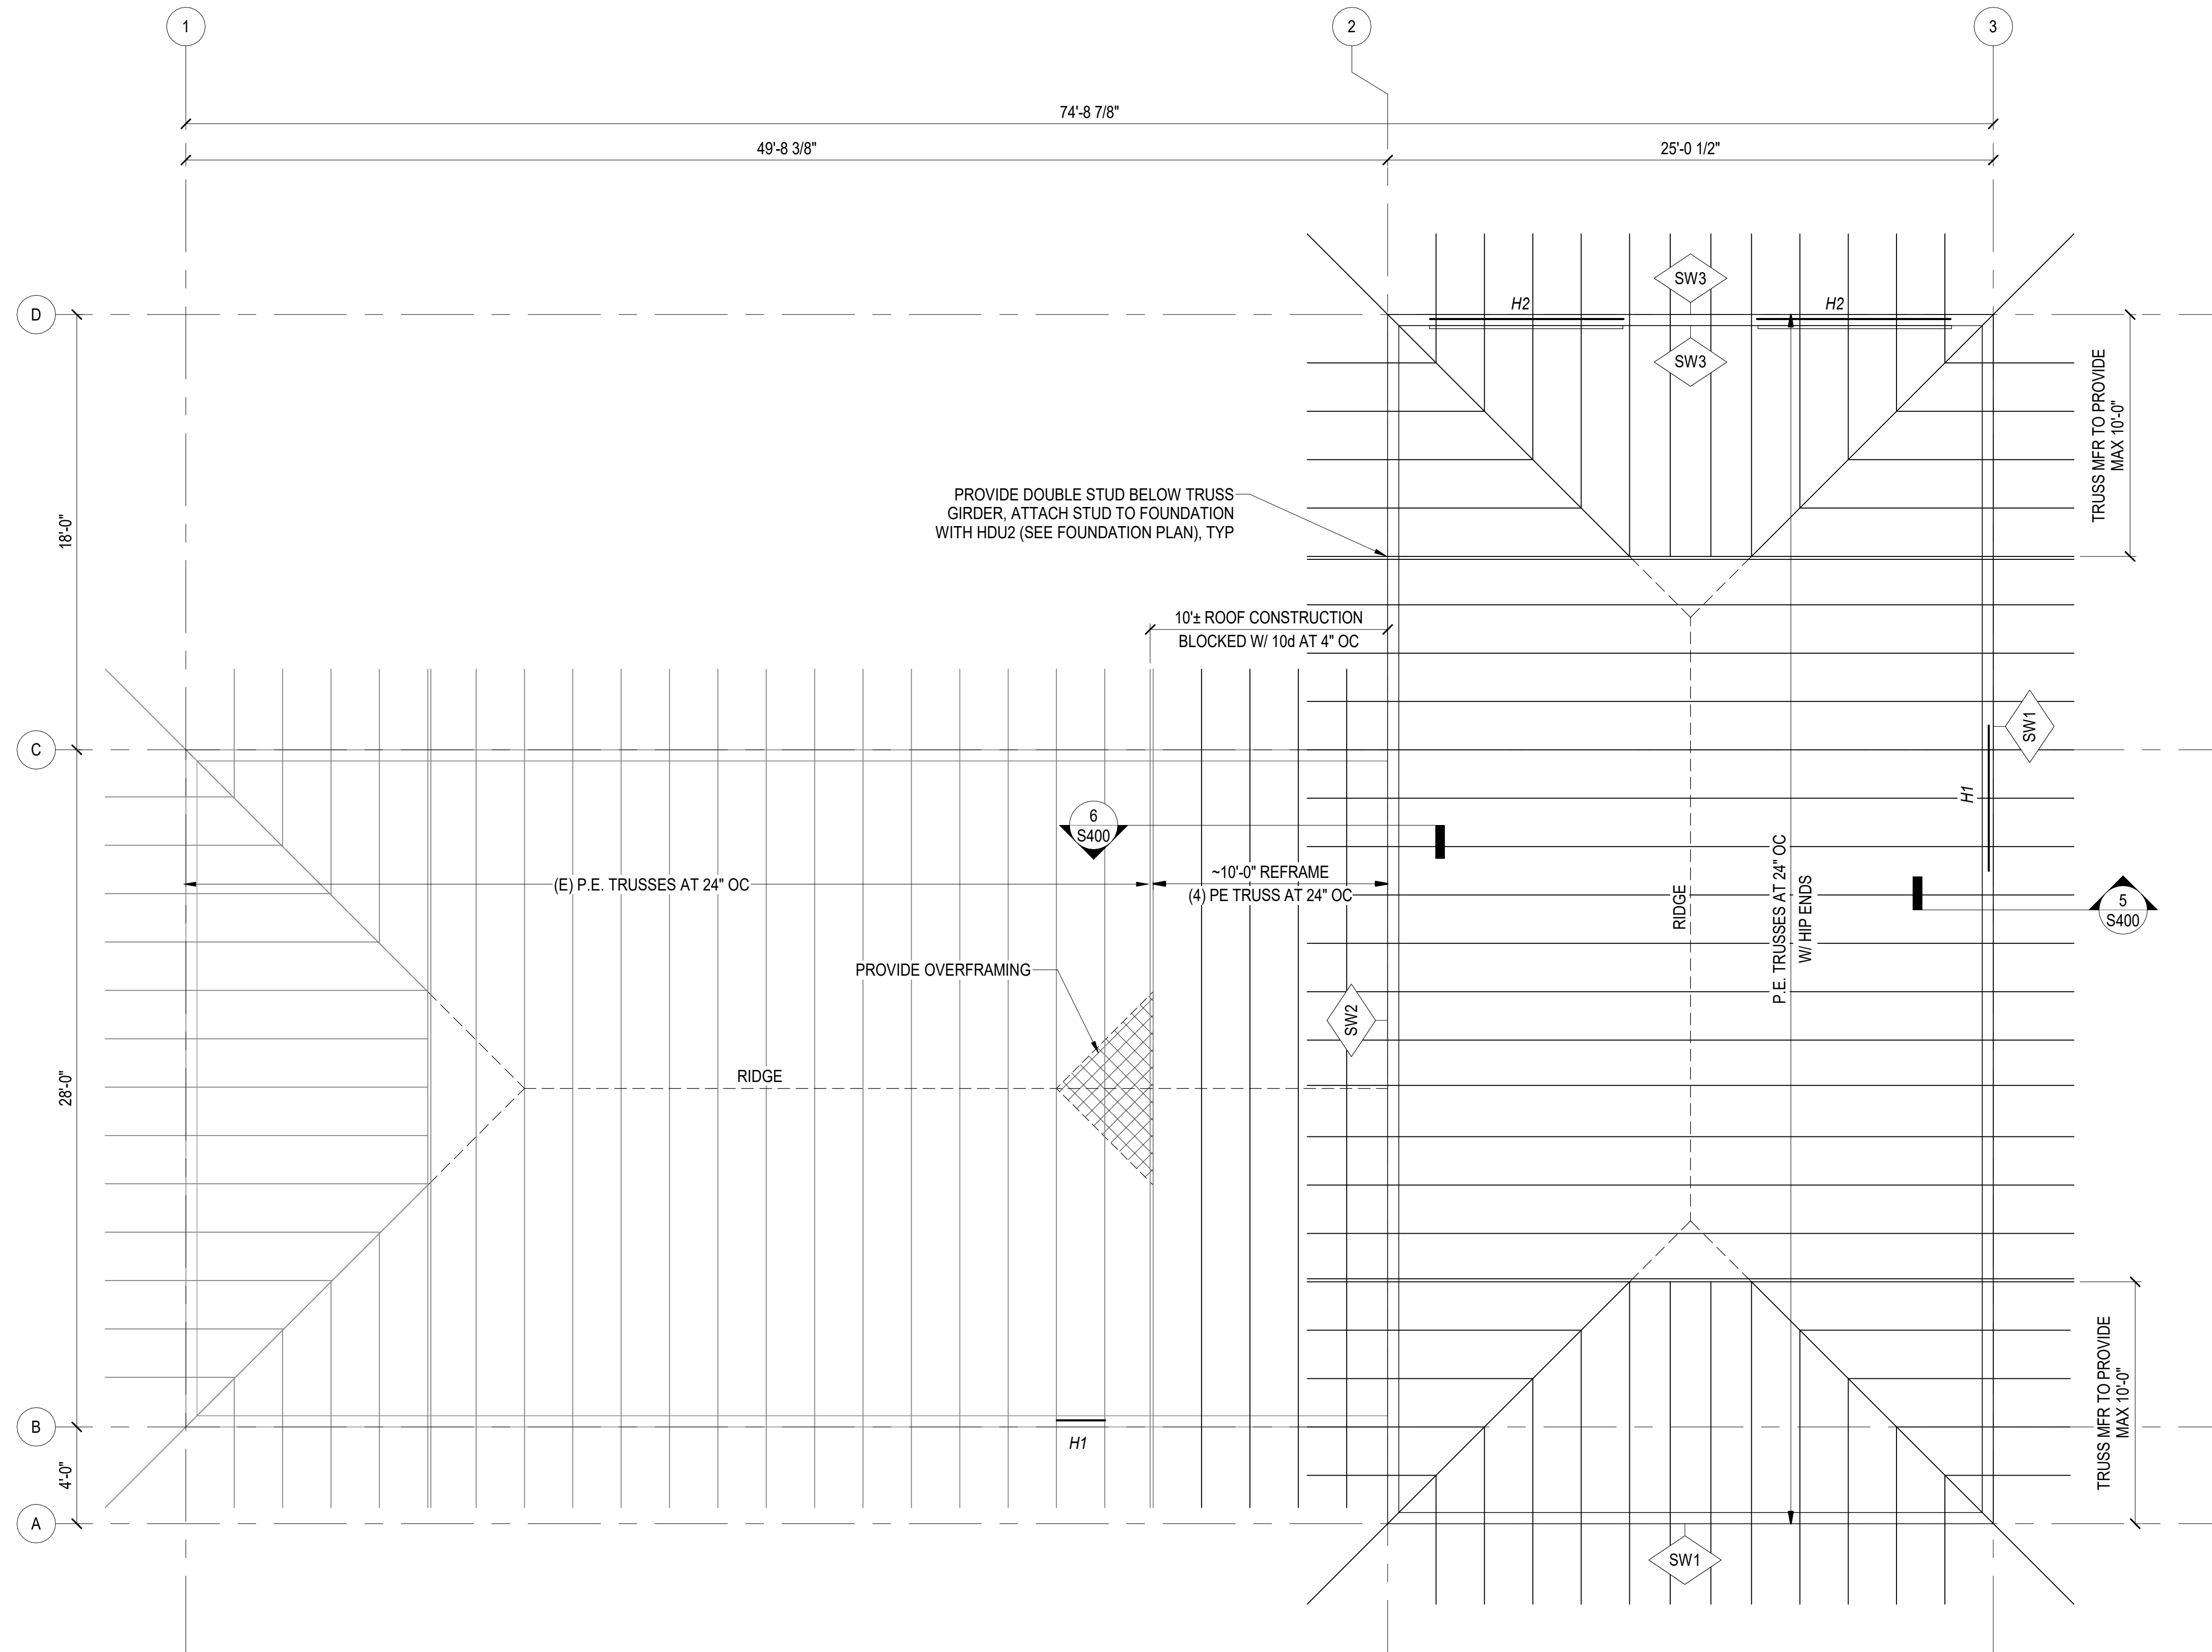 1
2
3
74'-8 7/8"
49'-8 3/8"
25'-0 1/2"
SW3
D
H2
H2
SW3
TRUSS MFR TO PROVIDE
MAX 10'-0"
PROVIDE DOUBLE STUD BELOW TRUSS
GIRDER, ATTACH STUD TO FOUNDATION
WITH HDU2 (SEE FOUNDATION PLAN), TYP
18'-0"
10'± ROOF CONSTRUCTION
BLOCKED W/ 10d AT 4" OC
SW1
C
H1
6
S400
~10'-0" REFRAME
(4) PE TRUSS AT 24" OC
(E) P.E. TRUSSES AT 24" OC
RIDGE
P.E. TRUSSES AT 24" OC
W/ HIP ENDS
5
S400
PROVIDE OVERFRAMING
SW2
RIDGE
28'-0"
TRUSS MFR TO PROVIDE
MAX 10'-0"
B
H1
4'-0"
A
SW1